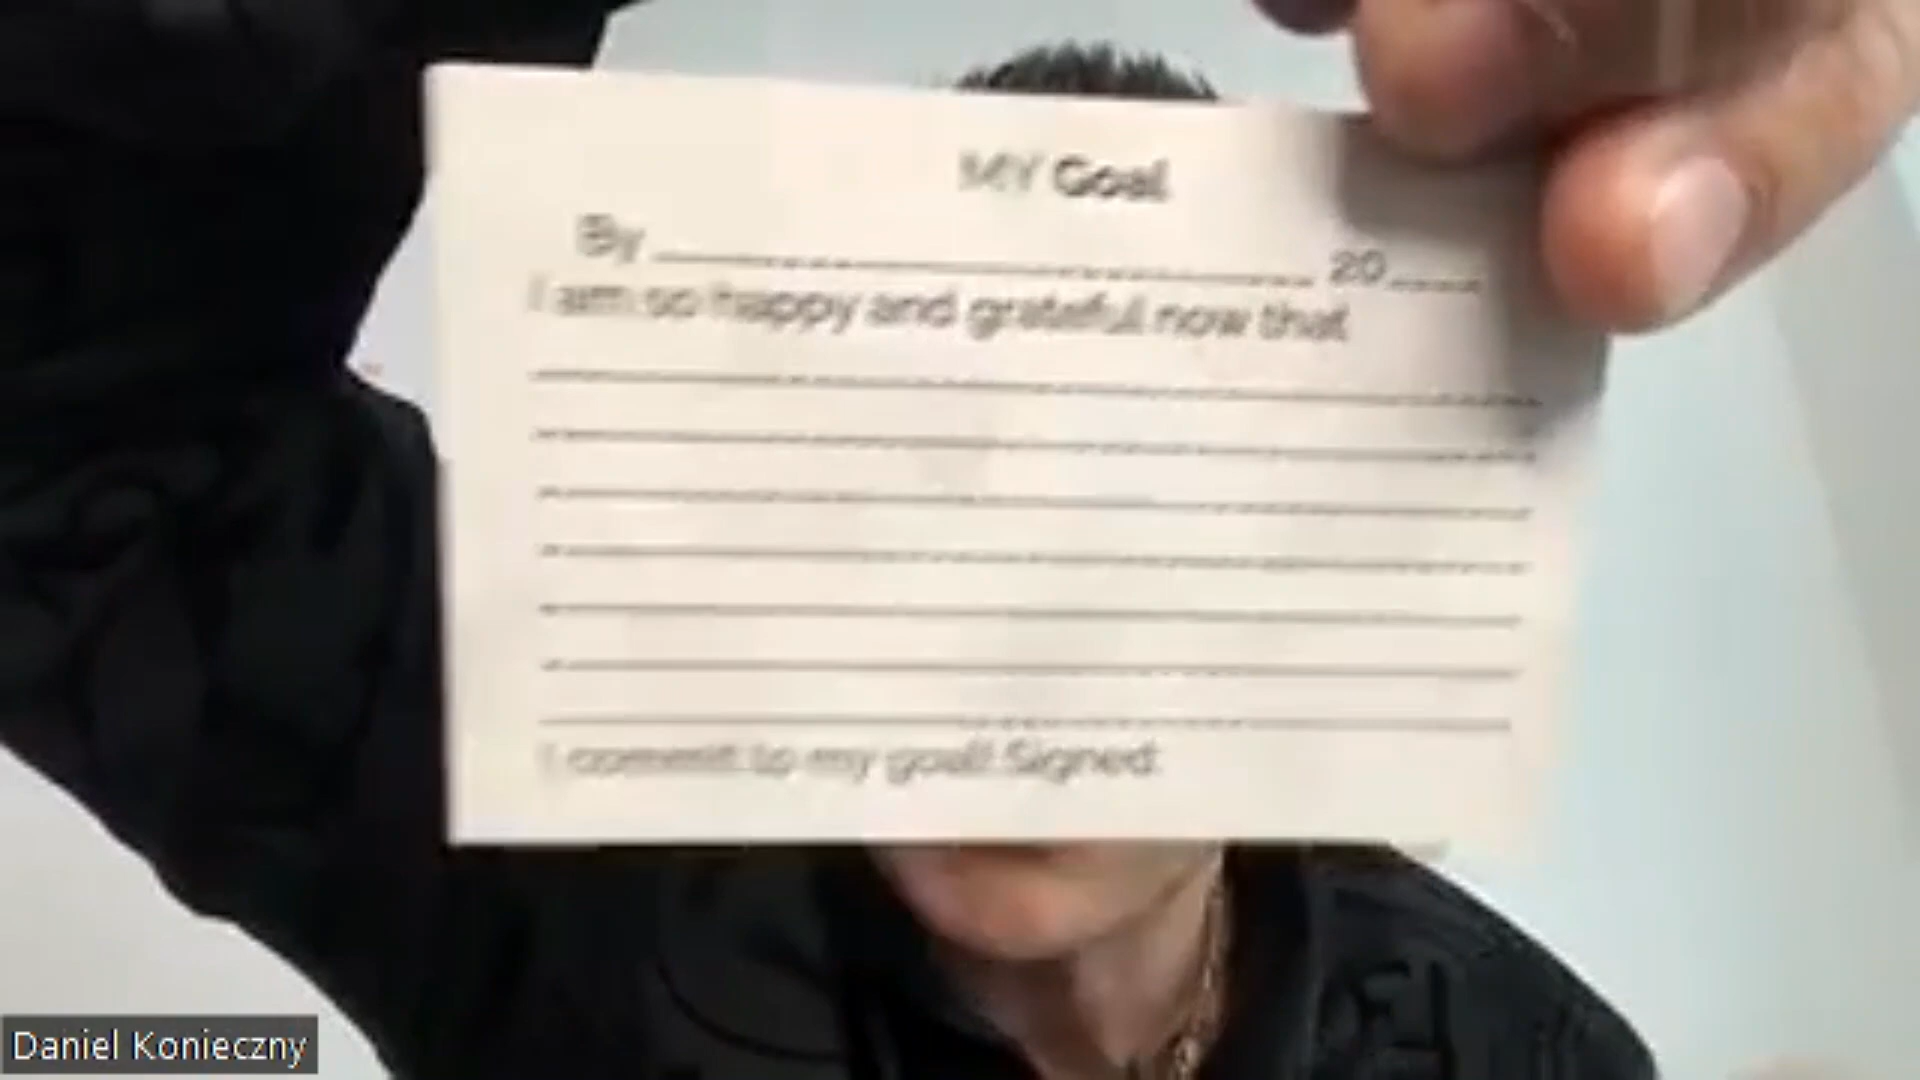 MY Goal
By 20
I am so happy and grateful now that
I commit to my goal! Signed:
Daniel Konieczny